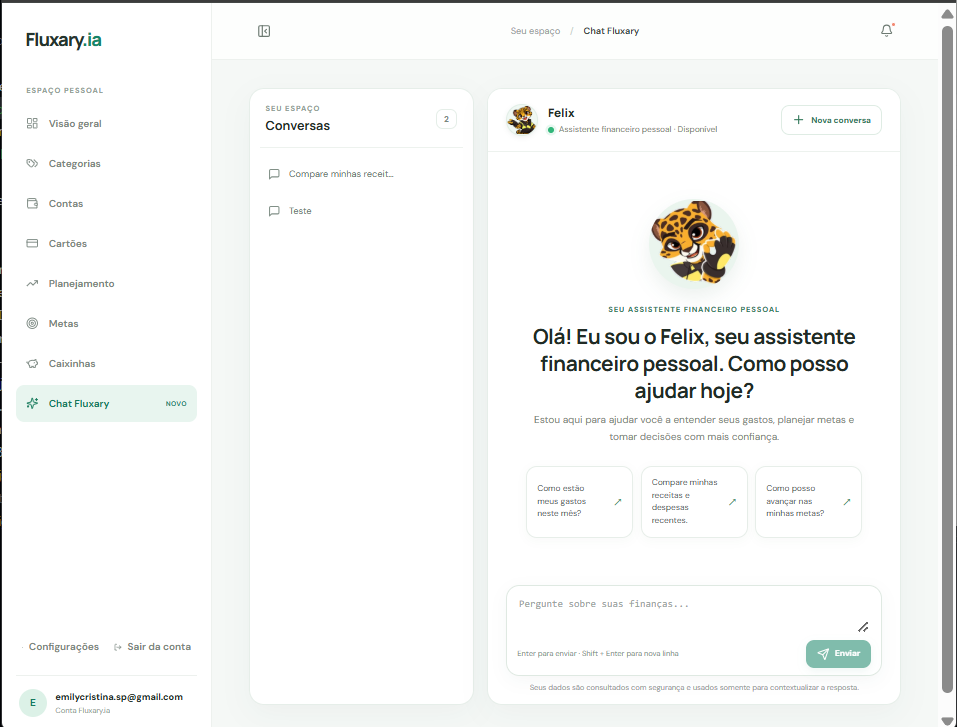 Fluxary.ia
Seu espaço / Chat Fluxary
ESPAÇO PESSOAL
Visão geral
Categorias
Contas
Cartões
Planejamento
Metas
Caixinhas
Chat Fluxary NOVO
Configurações Sair da conta
E
emilycristina.sp@gmail.com
Conta Fluxary.ia
SEU ESPAÇO
Conversas
2
Compare minhas receit...
Teste
Felix
Assistente financeiro pessoal · Disponível
Nova conversa
SEU ASSISTENTE FINANCEIRO PESSOAL
Olá! Eu sou o Felix, seu assistente
financeiro pessoal. Como posso
ajudar hoje?
Estou aqui para ajudar você a entender seus gastos, planejar metas e
tomar decisões com mais confiança.
Como estão
meus gastos
neste mês?
Compare minhas
receitas e
despesas
recentes.
Como posso
avançar nas
minhas metas?
Pergunte sobre suas finanças...
Enter para enviar · Shift + Enter para nova linha
Enviar
Seus dados são consultados com segurança e usados somente para contextualizar a resposta.